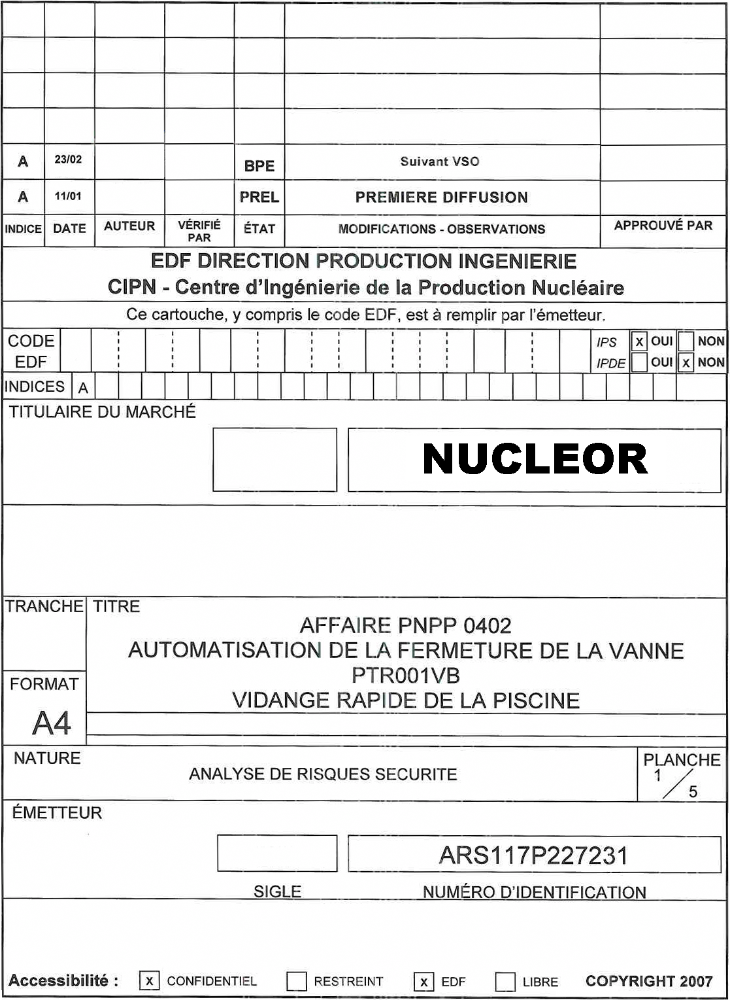 A 23/02 BPE Suivant VSO
A 11/01 PREL PREMIERE DIFFUSION
INDICE DATE AUTEUR VÉRIFIÉ PAR ÉTAT MODIFICATIONS - OBSERVATIONS APPROUVÉ PAR
EDF DIRECTION PRODUCTION INGENIERIE
CIPN - Centre d'Ingénierie de la Production Nucléaire
Ce cartouche, y compris le code EDF, est à remplir par l'émetteur.
CODE EDF
IPS x OUI NON
IPDE OUI x NON
INDICES A
TITULAIRE DU MARCHÉ
NUCLEOR
TRANCHE
TITRE
AFFAIRE PNPP 0402
AUTOMATISATION DE LA FERMETURE DE LA VANNE
PTR001VB
VIDANGE RAPIDE DE LA PISCINE
FORMAT
A4
NATURE
ANALYSE DE RISQUES SECURITE
PLANCHE
1/5
ÉMETTEUR
ARS117P227231
SIGLE NUMÉRO D'IDENTIFICATION
Accessibilité : x CONFIDENTIEL RESTREINT x EDF LIBRE COPYRIGHT 2007